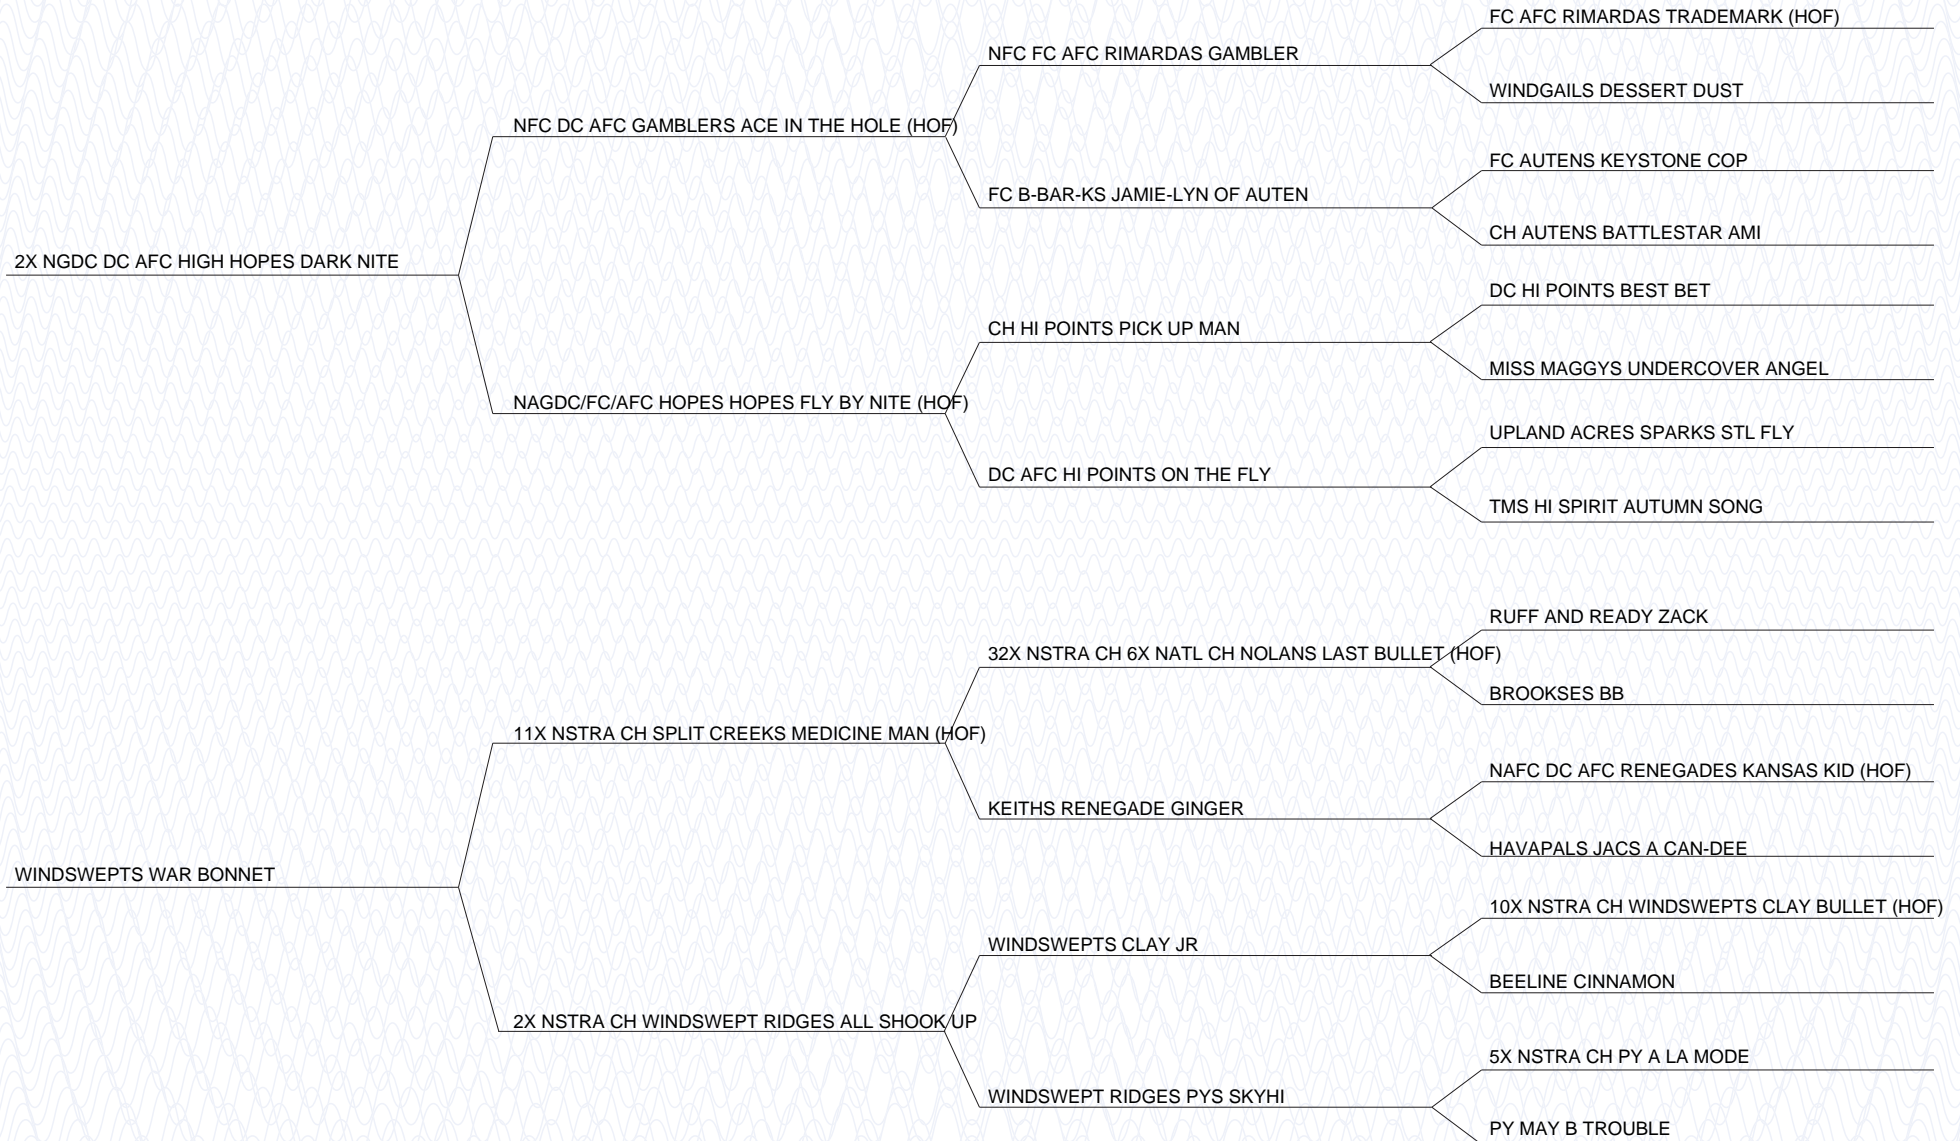 FC AFC RIMARDAS TRADEMARK (HOF)
NFC FC AFC RIMARDAS GAMBLER
WINDGAILS DESSERT DUST
NFC DC AFC GAMBLERS ACE IN THE HOLE (HOF)
FC AUTENS KEYSTONE COP
FC B-BAR-KS JAMIE-LYN OF AUTEN
CH AUTENS BATTLESTAR AMI
2X NGDC DC AFC HIGH HOPES DARK NITE
DC HI POINTS BEST BET
CH HI POINTS PICK UP MAN
MISS MAGGYS UNDERCOVER ANGEL
NAGDC/FC/AFC HOPES HOPES FLY BY NITE (HOF)
UPLAND ACRES SPARKS STL FLY
DC AFC HI POINTS ON THE FLY
TMS HI SPIRIT AUTUMN SONG
RUFF AND READY ZACK
32X NSTRA CH 6X NATL CH NOLANS LAST BULLET (HOF)
BROOKSES BB
11X NSTRA CH SPLIT CREEKS MEDICINE MAN (HOF)
NAFC DC AFC RENEGADES KANSAS KID (HOF)
KEITHS RENEGADE GINGER
HAVAPALS JACS A CAN-DEE
WINDSWEPTS WAR BONNET
10X NSTRA CH WINDSWEPTS CLAY BULLET (HOF)
WINDSWEPTS CLAY JR
BEELINE CINNAMON
2X NSTRA CH WINDSWEPT RIDGES ALL SHOOK UP
5X NSTRA CH PY A LA MODE
WINDSWEPT RIDGES PYS SKYHI
PY MAY B TROUBLE